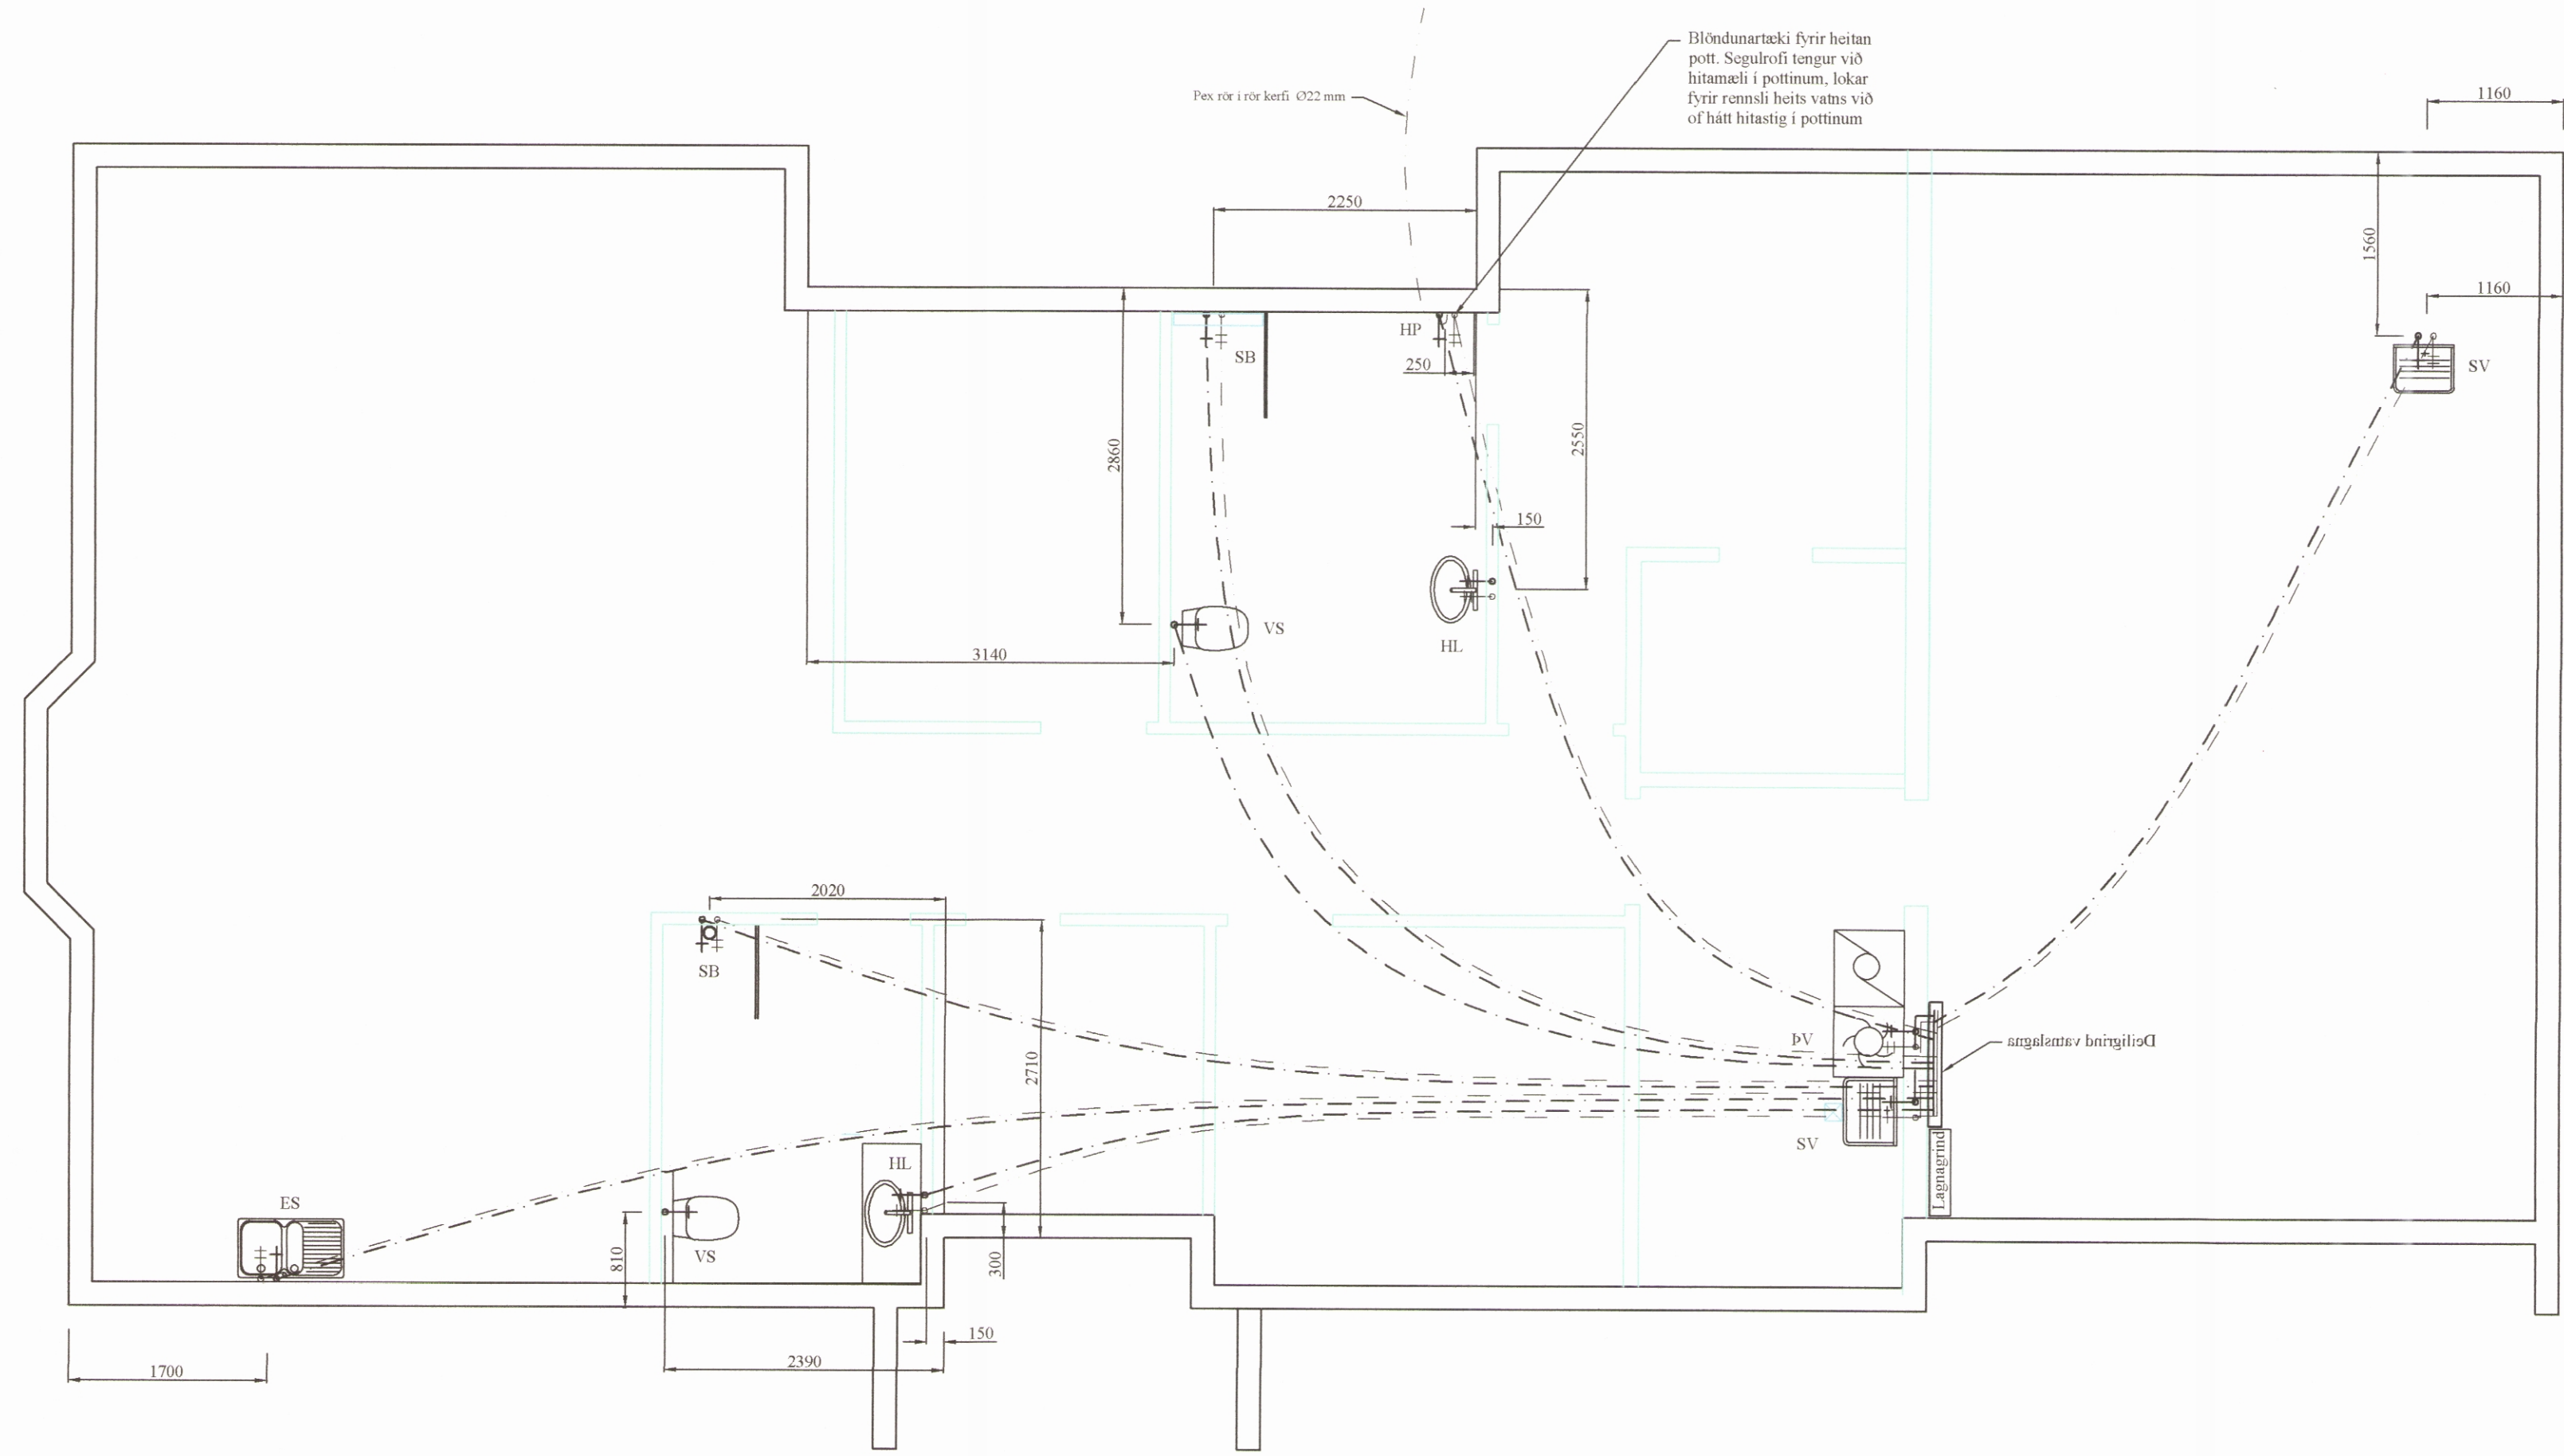 Blöndunartæki fyrir heitan
pott. Segulrofi tengur við
hitamæli í pottinum, lokar
fyrir rennsli heits vatns við
of hátt hitastig í pottinum
Pex rör i rör kerfi Ø22 mm
1160
2250
1560
1160
HP
SB
250
SV
2860
2550
150
VS
HL
3140
2020
SB
2710
ÞV
Deiligrind vatnslagna
SV
Lagnagrind
HL
ES
VS
810
300
150
2390
1700